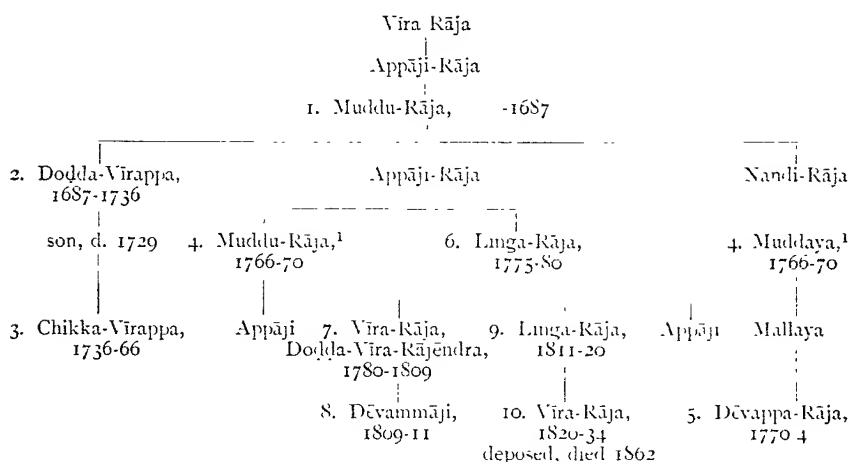 Vīra Rāja
Appāji-Rāja
1. Muddu-Rāja, -1687
2. Doḍḍa-Vīrappa, Appāji-Rāja Nandi-Rāja
1687-1736
son, d. 1729 4. Muddu-Rāja,¹ 6. Linga-Rāja, 4. Muddaya,¹
1766-70 1775-80 1766-70
3. Chikka-Vīrappa, Appāji 7. Vīra-Rāja, 9. Linga-Rāja, Appāji Mallaya
1736-66 Doḍḍa-Vīra-Rājēndra, 1811-20
1780-1809
8. Dēvammāji, 10. Vīra-Rāja, 5. Dēvappa-Rāja,
1809-11 1820-34 1770 4
deposed, died 1862